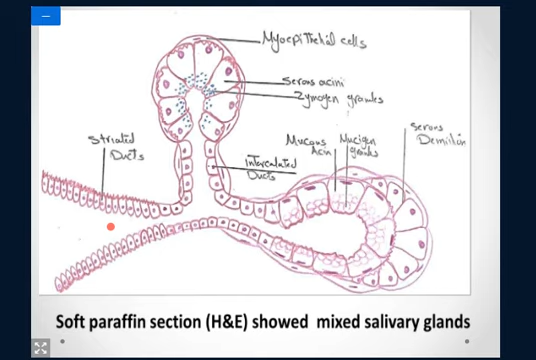 Myoepithelial cells
Serous acini
Zymogen granules
Striated
Ducts
Intercalated
Ducts
Mucous
Acin
Mucigen
granules
Serous
Demilun
Soft paraffin section (H&E) showed mixed salivary glands